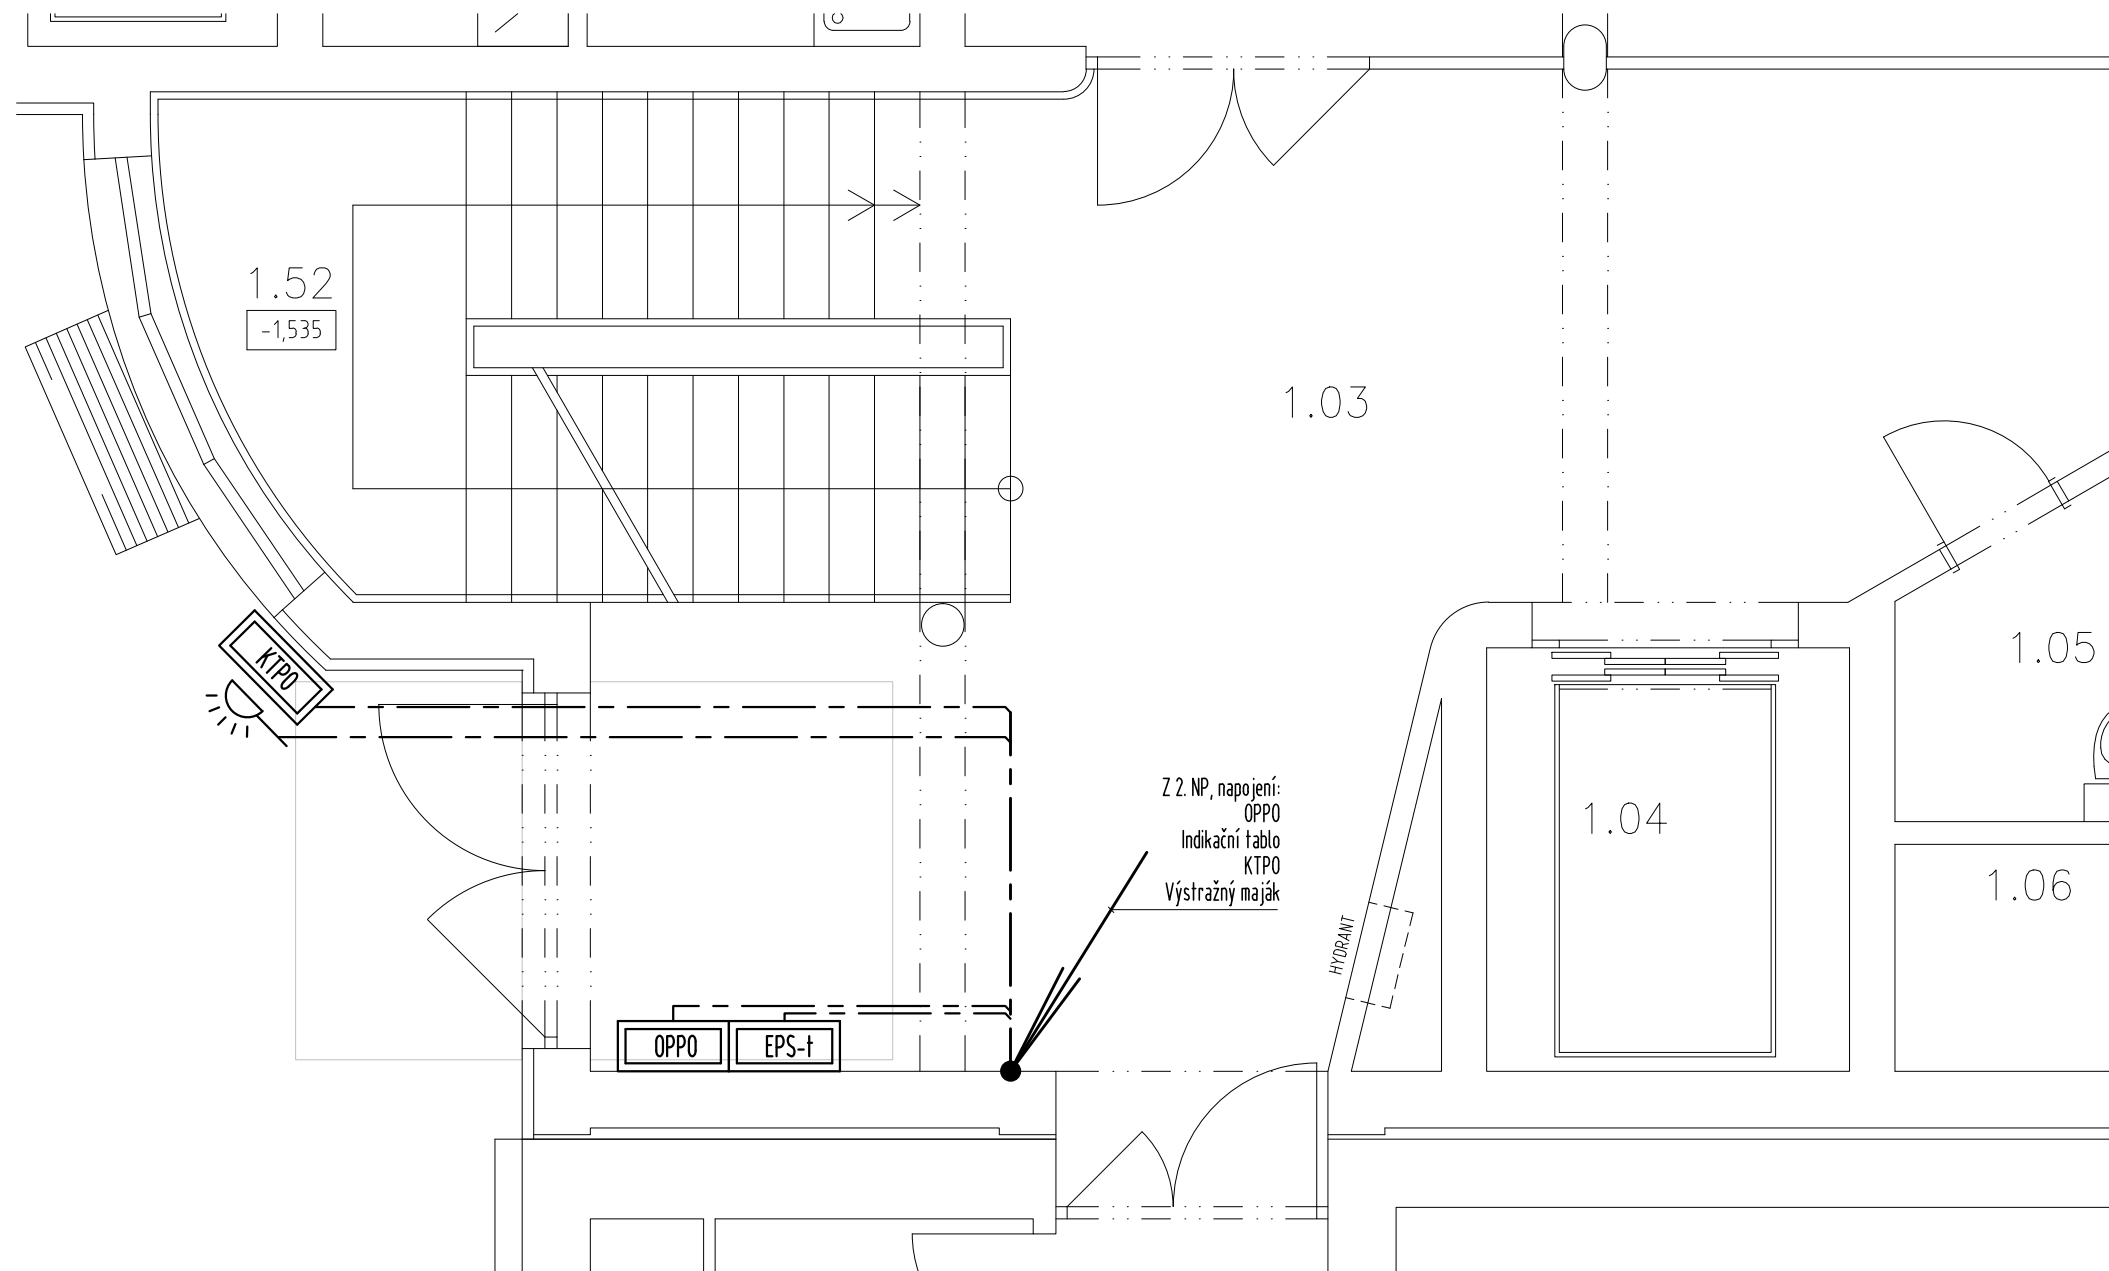 1.52
-1,535
1.03
1.05
KTPO
Z 2. NP, napojení:
OPPO
Indikační tablo
KTPO
Výstražný maják
1.04
1.06
HYDRANT
OPPO
EPS-t